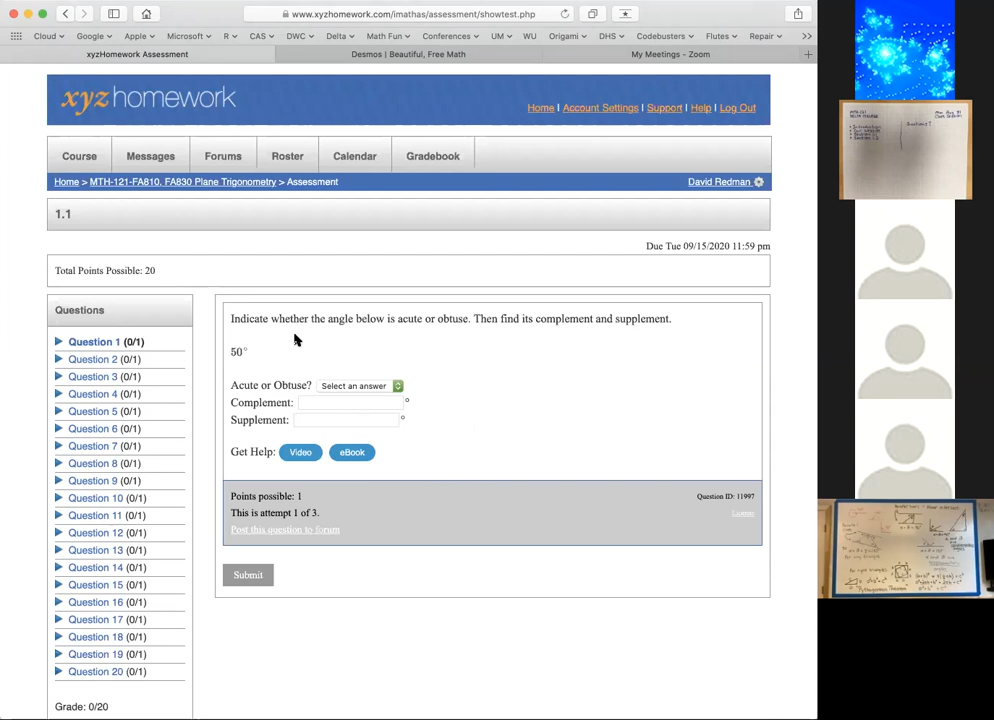 www.xyzhomework.com/imathas/assessment/showtest.php
Cloud Google Apple Microsoft R CAS DWC Delta Math Fun Conferences UM WU Origami DHS Codebusters Flutes Repair >>
xyzHomework Assessment Desmos | Beautiful, Free Math My Meetings - Zoom
xyzhomework
Home | Account Settings | Support | Help | Log Out
Course Messages Forums Roster Calendar Gradebook
Home > MTH-121-FA810, FA830 Plane Trigonometry > Assessment David Redman
1.1
Due Tue 09/15/2020 11:59 pm
Total Points Possible: 20
Questions
Question 1 (0/1)
Question 2 (0/1)
Question 3 (0/1)
Question 4 (0/1)
Question 5 (0/1)
Question 6 (0/1)
Question 7 (0/1)
Question 8 (0/1)
Question 9 (0/1)
Question 10 (0/1)
Question 11 (0/1)
Question 12 (0/1)
Question 13 (0/1)
Question 14 (0/1)
Question 15 (0/1)
Question 16 (0/1)
Question 17 (0/1)
Question 18 (0/1)
Question 19 (0/1)
Question 20 (0/1)
Grade: 0/20
Indicate whether the angle below is acute or obtuse. Then find its complement and supplement.
50°
Acute or Obtuse? Select an answer
Complement: °
Supplement: °
Get Help: Video eBook
Points possible: 1
Question ID: 11997
This is attempt 1 of 3.
License
Post this question to forum
Submit
Pythagorean Theorem